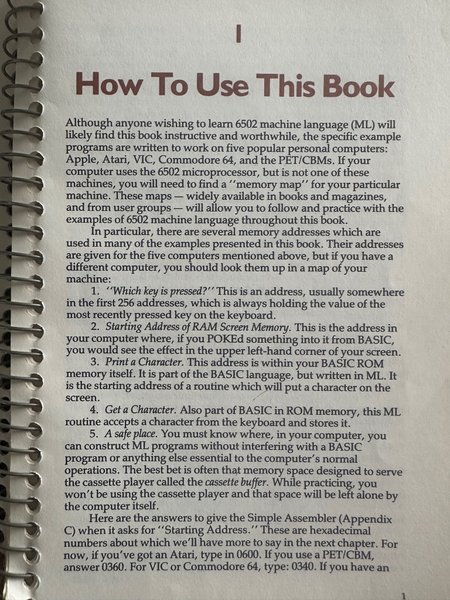 I
How To Use This Book
Although anyone wishing to learn 6502 machine language (ML) will
likely find this book instructive and worthwhile, the specific example
programs are written to work on five popular personal computers:
Apple, Atari, VIC, Commodore 64, and the PET/CBMs. If your
computer uses the 6502 microprocessor, but is not one of these
machines, you will need to find a ''memory map'' for your particular
machine. These maps — widely available in books and magazines,
and from user groups — will allow you to follow and practice with the
examples of 6502 machine language throughout this book.
In particular, there are several memory addresses which are
used in many of the examples presented in this book. Their addresses
are given for the five computers mentioned above, but if you have a
different computer, you should look them up in a map of your
machine:
1. ''Which key is pressed?'' This is an address, usually somewhere
in the first 256 addresses, which is always holding the value of the
most recently pressed key on the keyboard.
2. Starting Address of RAM Screen Memory. This is the address in
your computer where, if you POKEd something into it from BASIC,
you would see the effect in the upper left-hand corner of your screen.
3. Print a Character. This address is within your BASIC ROM
memory itself. It is part of the BASIC language, but written in ML. It
is the starting address of a routine which will put a character on the
screen.
4. Get a Character. Also part of BASIC in ROM memory, this ML
routine accepts a character from the keyboard and stores it.
5. A safe place. You must know where, in your computer, you
can construct ML programs without interfering with a BASIC
program or anything else essential to the computer's normal
operations. The best bet is often that memory space designed to serve
the cassette player called the cassette buffer. While practicing, you
won't be using the cassette player and that space will be left alone by
the computer itself.
Here are the answers to give the Simple Assembler (Appendix
C) when it asks for ''Starting Address.'' These are hexadecimal
numbers about which we'll have more to say in the next chapter. For
now, if you've got an Atari, type in 0600. If you use a PET/CBM,
answer 0360. For VIC or Commodore 64, type: 0340. If you have an
1